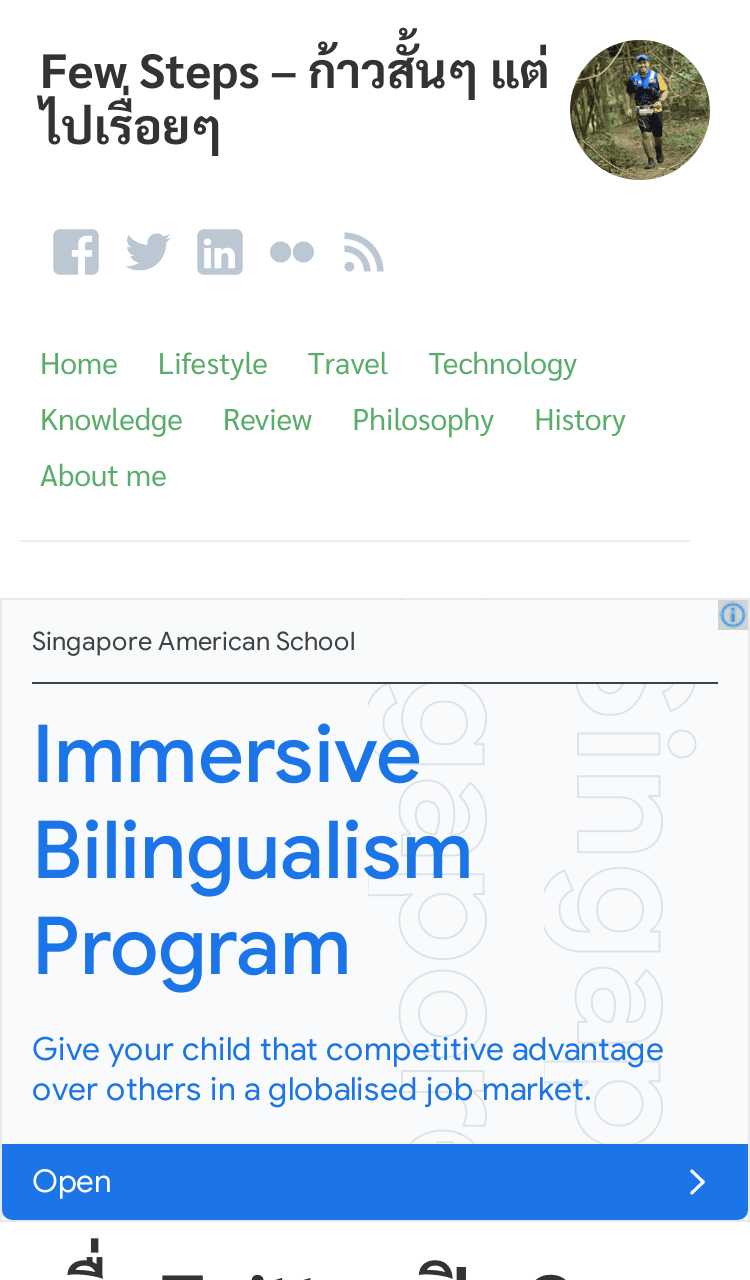 Few Steps – ก้าวสั้นๆ แต่
ไปเรื่อยๆ
Home Lifestyle Travel Technology
Knowledge Review Philosophy History
About me
Singapore American School
Immersive
Bilingualism
Program
Give your child that competitive advantage
over others in a globalised job market.
Open